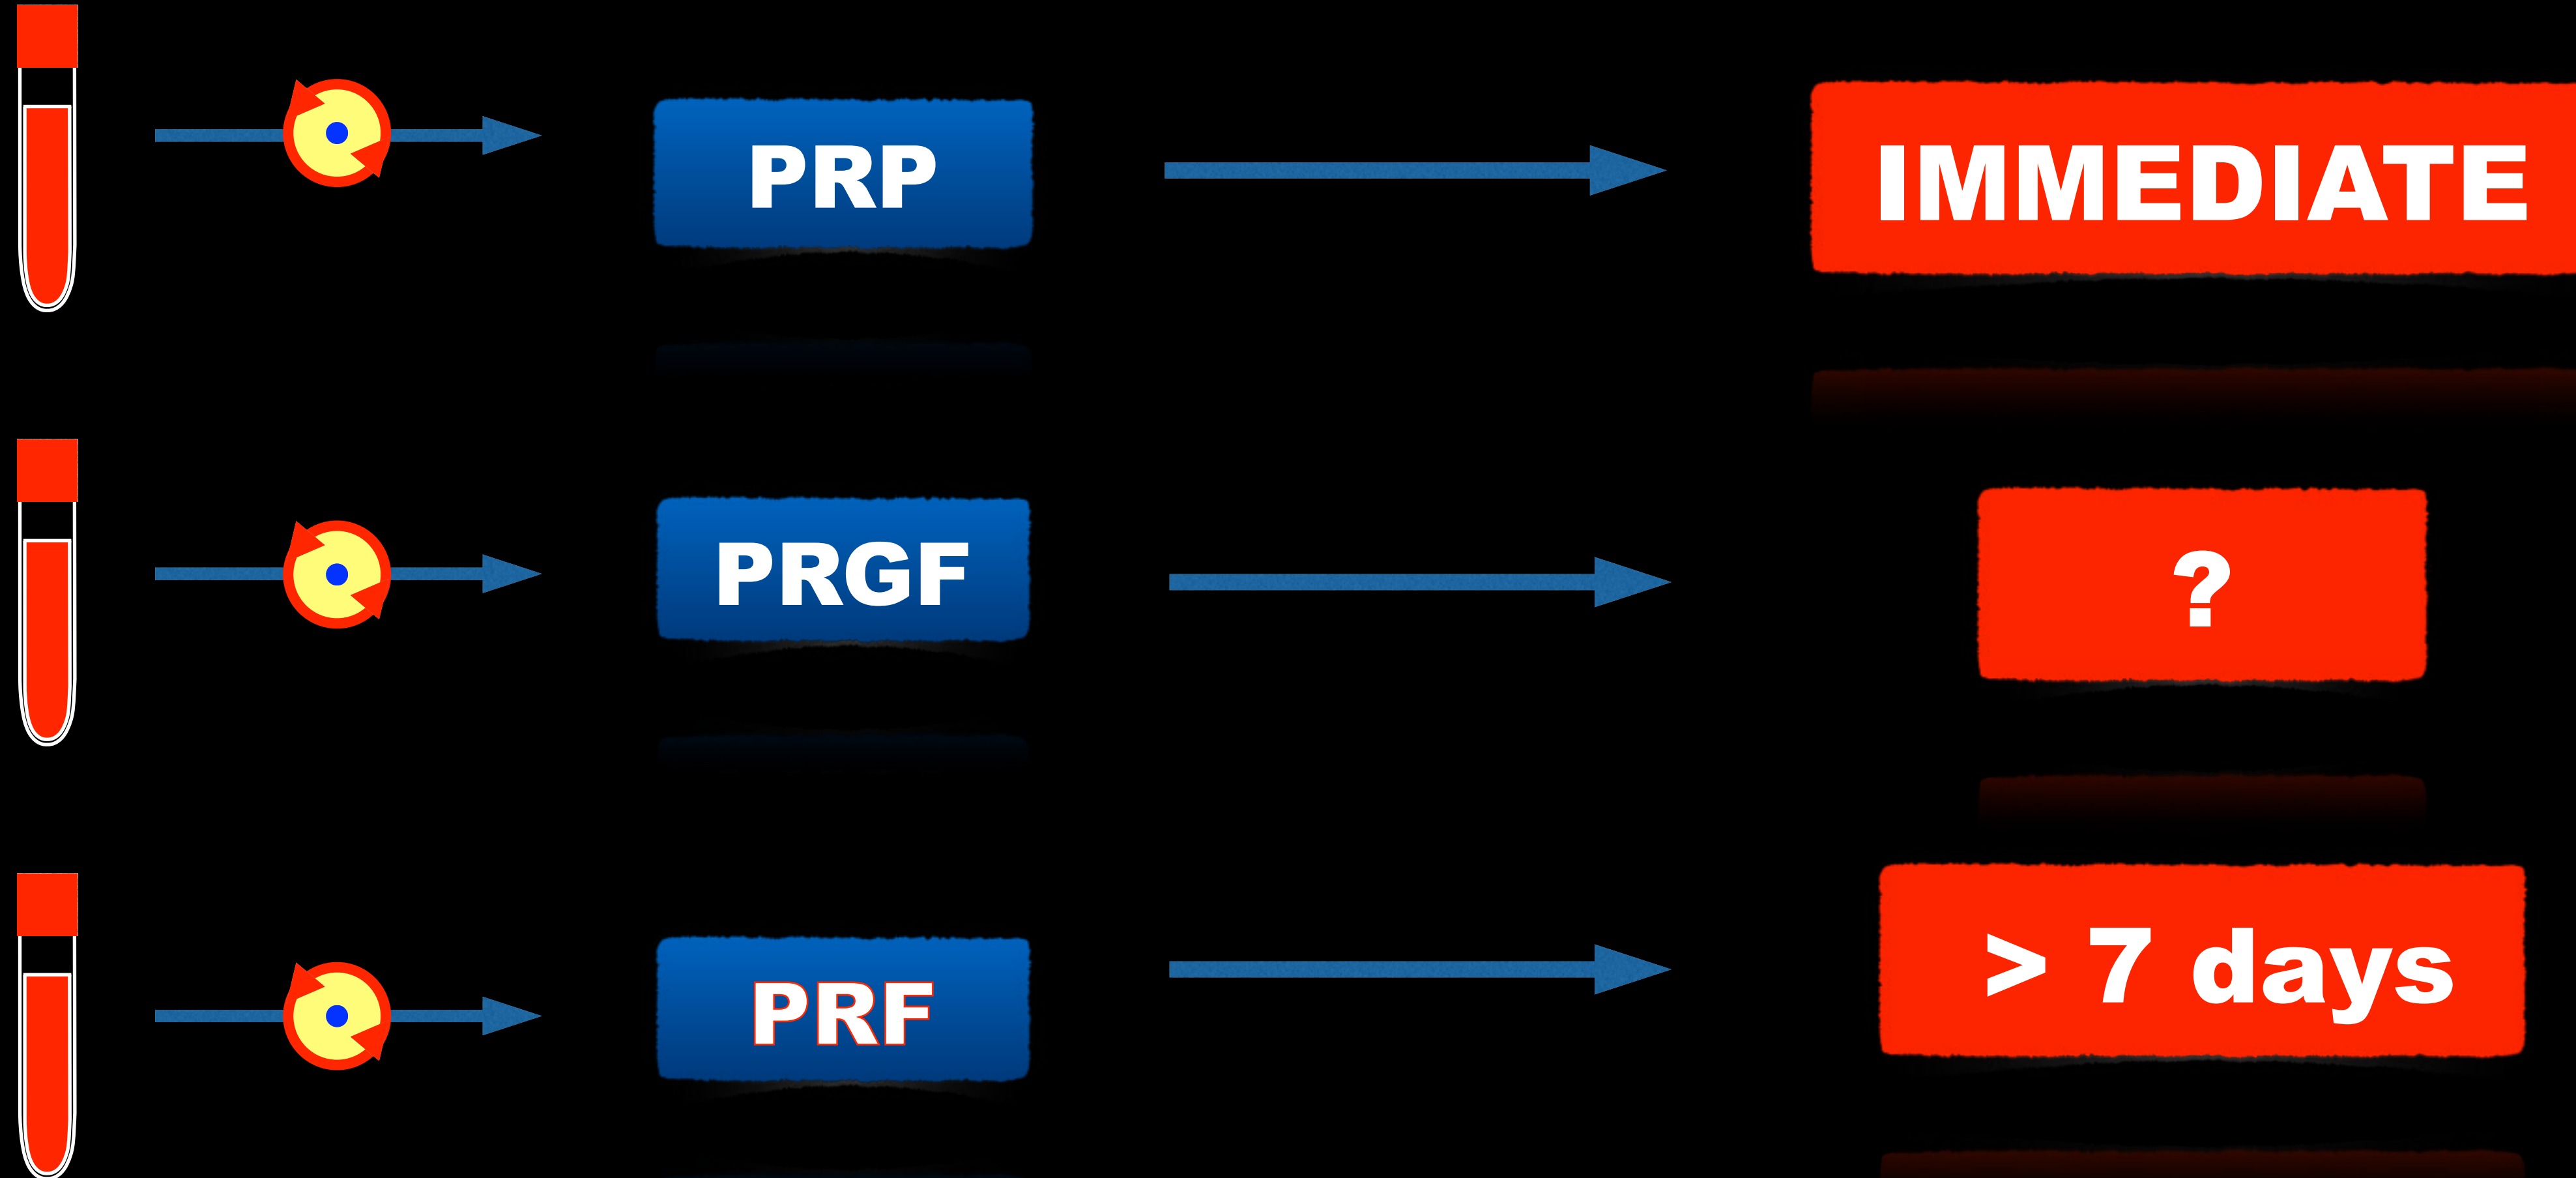 PRP
IMMEDIATE
PRGF
?
PRF
> 7 days